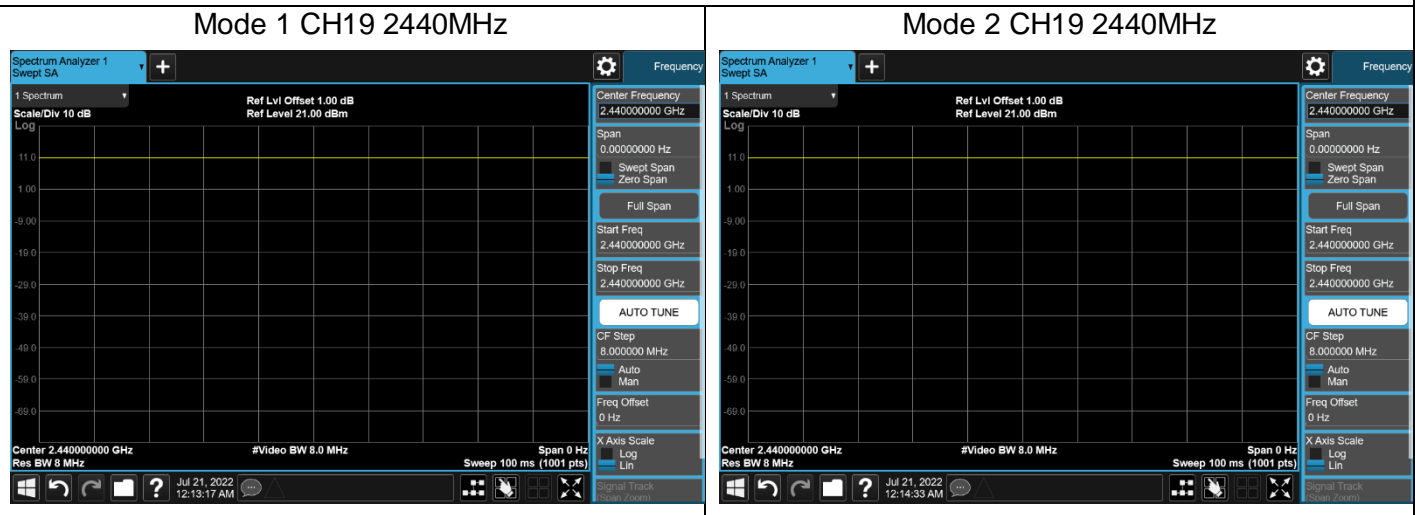 Mode 1 CH19 2440MHz
Spectrum Analyzer 1
Swept SA
Frequency
1 Spectrum
Scale/Div 10 dB
Ref Lvl Offset 1.00 dB
Ref Level 21.00 dBm
Log
11.0
1.00
-9.00
-19.0
-29.0
-39.0
-49.0
-59.0
-69.0
Center 2.440000000 GHz
#Video BW 8.0 MHz
Span 0 Hz
Res BW 8 MHz
Sweep 100 ms (1001 pts)
Center Frequency
2.440000000 GHz
Span
0.00000000 Hz
Swept Span
Zero Span
Full Span
Start Freq
2.440000000 GHz
Stop Freq
2.440000000 GHz
AUTO TUNE
CF Step
8.000000 MHz
Auto
Man
Freq Offset
0 Hz
X Axis Scale
Log
Lin
Signal Track
(Span Zoom)
?
Jul 21, 2022
12:13:17 AM
Mode 2 CH19 2440MHz
Spectrum Analyzer 1
Swept SA
Frequency
1 Spectrum
Scale/Div 10 dB
Ref Lvl Offset 1.00 dB
Ref Level 21.00 dBm
Log
11.0
1.00
-9.00
-19.0
-29.0
-39.0
-49.0
-59.0
-69.0
Center 2.440000000 GHz
#Video BW 8.0 MHz
Span 0 Hz
Res BW 8 MHz
Sweep 100 ms (1001 pts)
Center Frequency
2.440000000 GHz
Span
0.00000000 Hz
Swept Span
Zero Span
Full Span
Start Freq
2.440000000 GHz
Stop Freq
2.440000000 GHz
AUTO TUNE
CF Step
8.000000 MHz
Auto
Man
Freq Offset
0 Hz
X Axis Scale
Log
Lin
Signal Track
(Span Zoom)
?
Jul 21, 2022
12:14:33 AM